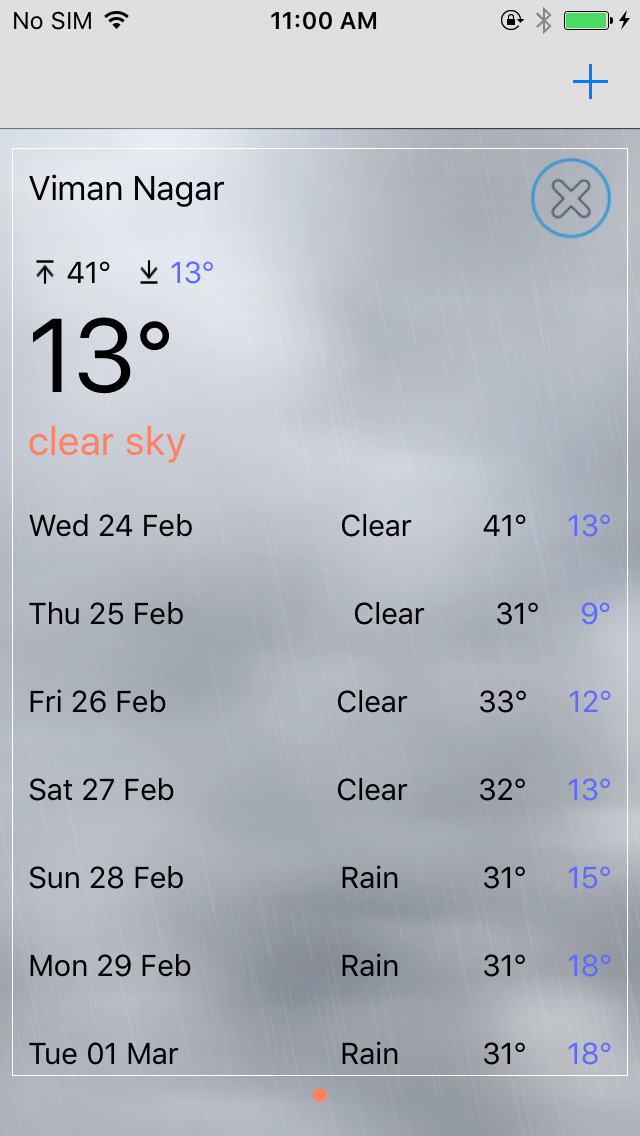 No SIM 11:00 AM
Viman Nagar
41° 13°
13°
clear sky
Wed 24 Feb Clear 41° 13°
Thu 25 Feb Clear 31° 9°
Fri 26 Feb Clear 33° 12°
Sat 27 Feb Clear 32° 13°
Sun 28 Feb Rain 31° 15°
Mon 29 Feb Rain 31° 18°
Tue 01 Mar Rain 31° 18°